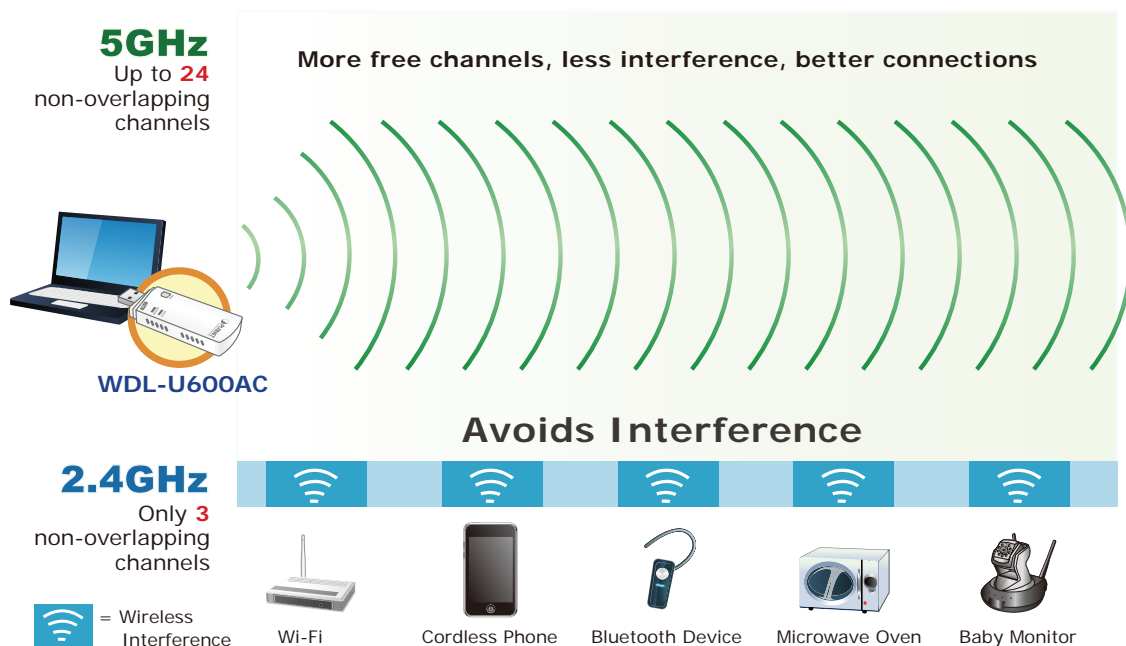 5GHz
Up to 24
non-overlapping
channels
More free channels, less interference, better connections
WDL-U600AC
Avoids Interference
2.4GHz
Only 3
non-overlapping
channels
= Wireless
Interference
Wi-Fi
Cordless Phone
Bluetooth Device
Microwave Oven
Baby Monitor